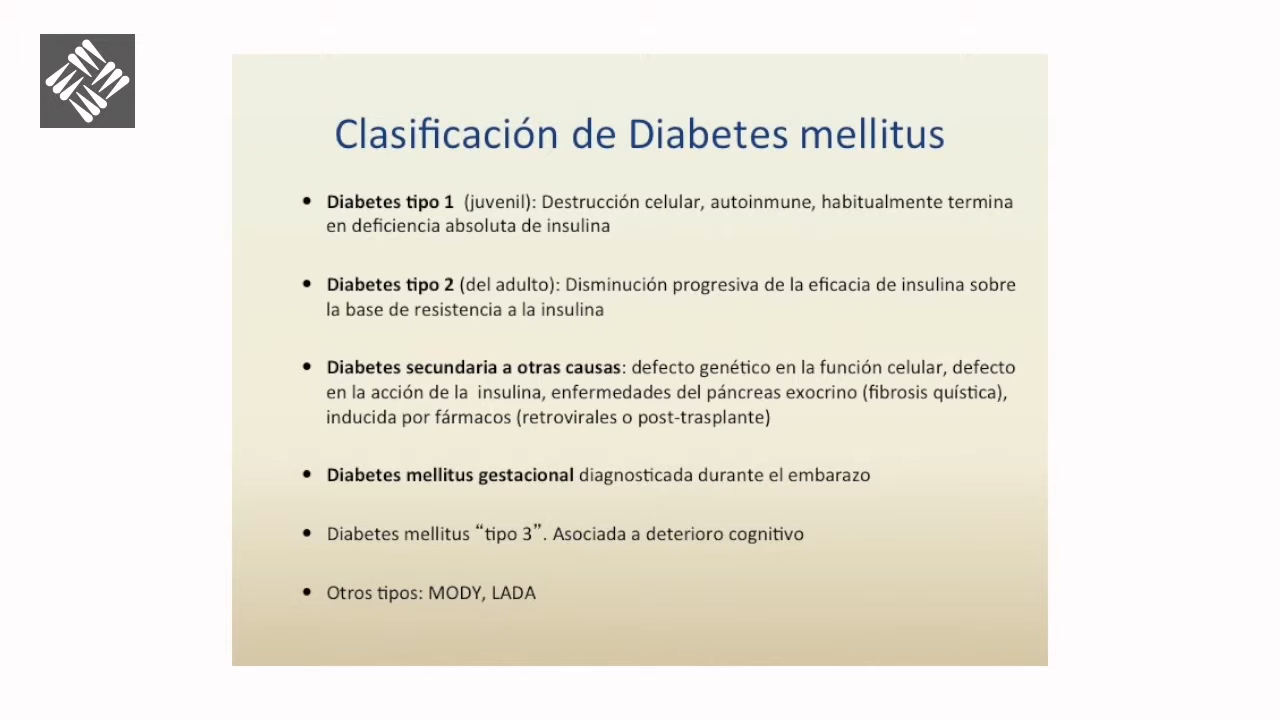 Clasificación de Diabetes mellitus
• Diabetes tipo 1 (juvenil): Destrucción celular, autoinmune, habitualmente termina
en deficiencia absoluta de insulina
• Diabetes tipo 2 (del adulto): Disminución progresiva de la eficacia de insulina sobre
la base de resistencia a la insulina
• Diabetes secundaria a otras causas: defecto genético en la función celular, defecto
en la acción de la insulina, enfermedades del páncreas exocrino (fibrosis quística),
inducida por fármacos (retrovirales o post-trasplante)
• Diabetes mellitus gestacional diagnosticada durante el embarazo
• Diabetes mellitus “tipo 3”. Asociada a deterioro cognitivo
• Otros tipos: MODY, LADA